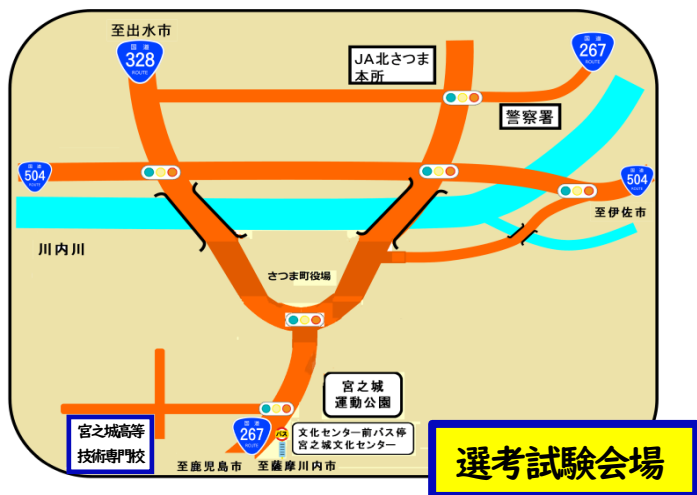 至出水市
国道
328
ROUTE
国道
267
ROUTE
JA北さつま
本所
警察署
国道
504
ROUTE
国道
504
ROUTE
至伊佐市
川内川
さつま町役場
宮之城
運動公園
宮之城高等
技術専門校
国道
267
ROUTE
バス
文化センター前バス停
宮之城文化センター
至鹿児島市
至薩摩川内市
選考試験会場